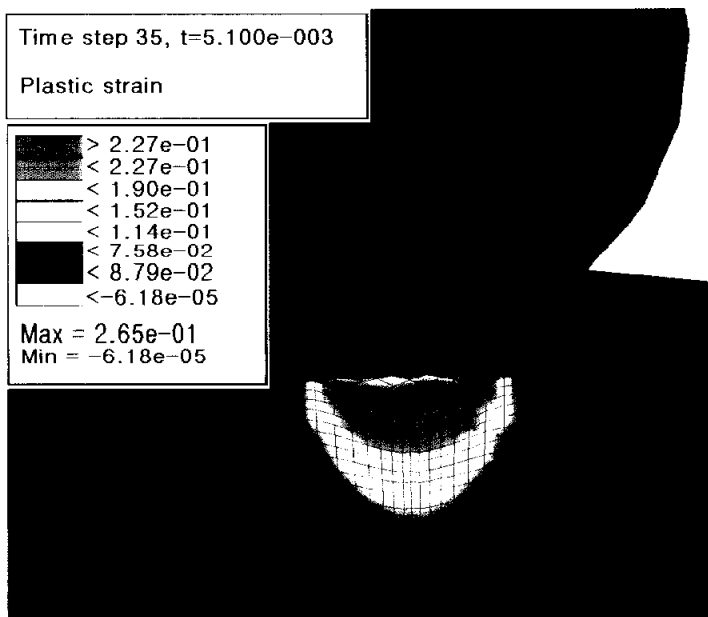 Time step 35, t=5.100e-003
Plastic strain
> 2.27e-01
< 2.27e-01
< 1.90e-01
< 1.52e-01
< 1.14e-01
< 7.58e-02
< 8.79e-02
<-6.18e-05
Max = 2.65e-01
Min = -6.18e-05